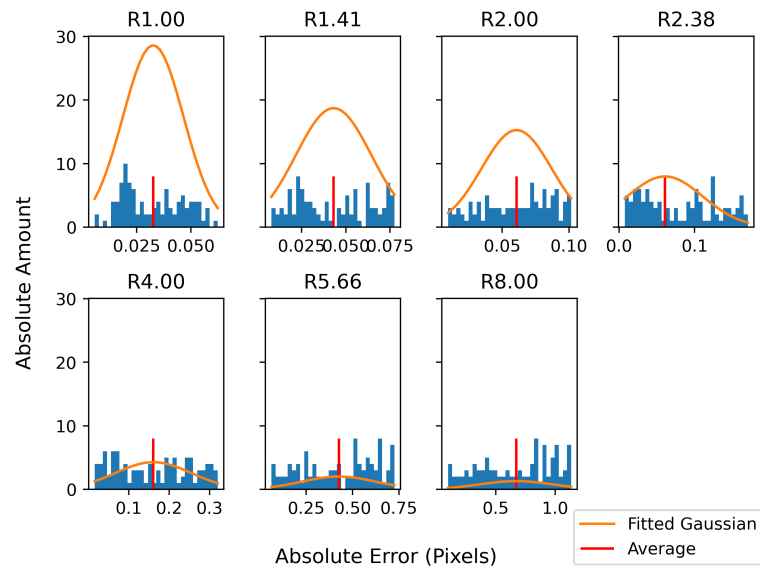 R1.00 R1.41 R2.00 R2.38
30
20
10
0
0.025 0.050 0.025 0.050 0.075 0.06 0.10 0.0 0.1
Absolute Amount
R4.00 R5.66 R8.00
30
20
10
0
0.1 0.2 0.3 0.25 0.50 0.75 0.5 1.0
Fitted Gaussian
Average
Absolute Error (Pixels)